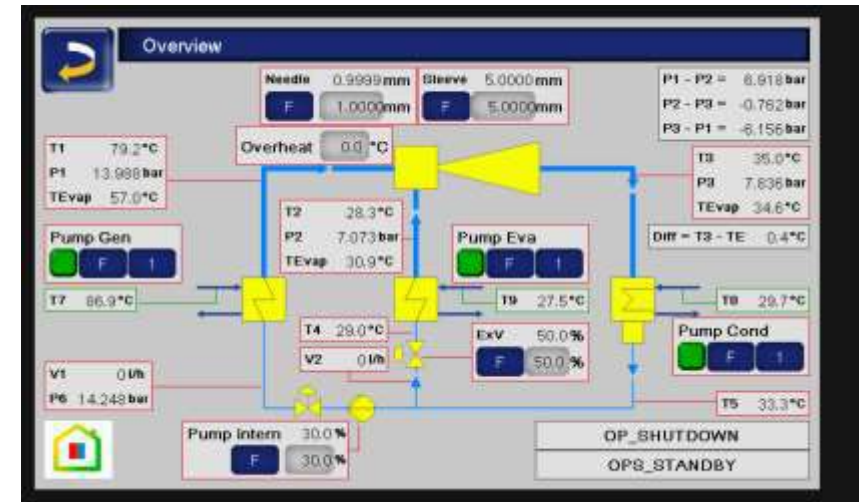 Overview
Needle 0.9999 mm
F 1.0000mm
Sleeve 5.0000 mm
F 5.0000mm
P1 - P2 = 6.918 bar
P2 - P3 = -0.762 bar
P3 - P1 = -6.156 bar
Overheat 0.0 °C
T1 79.2°C
P1 13.988 bar
TEvap 57.0°C
T3 35.0°C
P3 7.836 bar
TEvap 34.6°C
T2 28.3°C
P2 7.073 bar
TEvap 30.9°C
Pump Gen
F 1
Pump Eva
F 1
Diff = T3 - TE 0.4°C
T7 86.9°C
T9 27.5°C
T8 29.7°C
T4 29.0°C
V2 0 l/h
ExV 50.0%
F 50.0 %
Pump Cond
F 1
V1 0 l/h
P6 14.248 bar
T5 33.3°C
Pump Intern 30.0 %
F 30.0 %
OP_SHUTDOWN
OPS_STANDBY